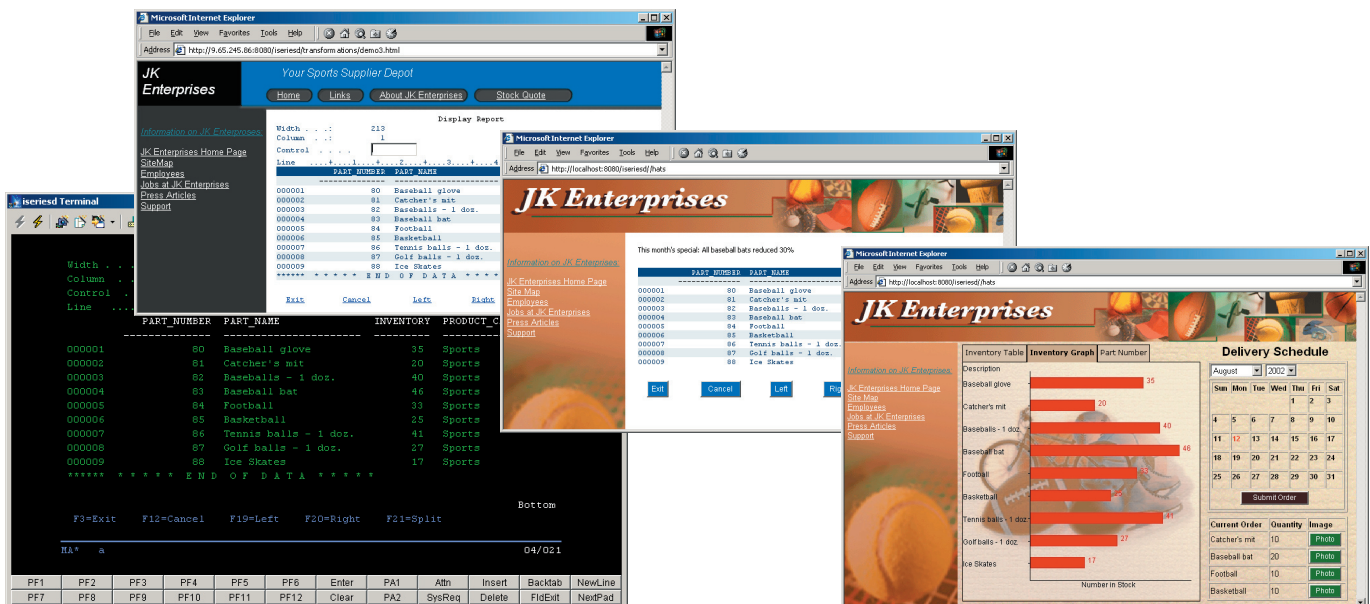 Microsoft Internet Explorer
File Edit View Favorites Tools Help
Address http://9.65.245.86:8080/iseriesd/transformations/demo3.html
JK
Enterprises
Your Sports Supplier Depot
Home Links About JK Enterprises Stock Quote
Information on JK Enterprises:
JK Enterprises Home Page
SiteMap
Employees
Jobs at JK Enterprises
Press Articles
Support
Display Report
Width . . .: 213
Column . .: 1
Control . . . .
Line ....+....1....+....2....+....3....+....4
PART_NUMBER PART_NAME
000001 80 Baseball glove
000002 81 Catcher's mit
000003 82 Baseballs - 1 doz.
000004 83 Baseball bat
000005 84 Football
000006 85 Basketball
000007 86 Tennis balls - 1 doz.
000008 87 Golf balls - 1 doz.
000009 88 Ice Skates
****** * * * * * E N D O F D A T A * * * *
Exit Cancel Left Right
iseriesd Terminal
Width . . .
Column .
Control .
Line ....
PART_NUMBER PART_NAME INVENTORY PRODUCT_C
000001 80 Baseball glove 35 Sports
000002 81 Catcher's mit 20 Sports
000003 82 Baseballs - 1 doz. 40 Sports
000004 83 Baseball bat 46 Sports
000005 84 Football 33 Sports
000006 85 Basketball 25 Sports
000007 86 Tennis balls - 1 doz. 41 Sports
000008 87 Golf balls - 1 doz. 27 Sports
000009 88 Ice Skates 17 Sports
****** * * * * * E N D O F D A T A * * * * *
Bottom
F3=Exit F12=Cancel F19=Left F20=Right F21=Split
MA* a 04/021
PF1 PF2 PF3 PF4 PF5 PF6 Enter PA1 Attn Insert Backtab NewLine
PF7 PF8 PF9 PF10 PF11 PF12 Clear PA2 SysReq Delete FldExit NextPad
Microsoft Internet Explorer
File Edit View Favorites Tools Help
Address http://localhost:8080/iseriesd/hats
JK Enterprises
Information on JK Enterprises:
JK Enterprises Home Page
Site Map
Employees
Jobs at JK Enterprises
Press Articles
Support
This month's special: All baseball bats reduced 30%
PART_NUMBER PART_NAME
000001 80 Baseball glove
000002 81 Catcher's mit
000003 82 Baseballs - 1 doz.
000004 83 Baseball bat
000005 84 Football
000006 85 Basketball
000007 86 Tennis balls - 1 doz.
000008 87 Golf balls - 1 doz.
000009 88 Ice Skates
Exit Cancel Left Rig
Microsoft Internet Explorer
File Edit View Favorites Tools Help
Address http://localhost:8080/iseriesd/hats
JK Enterprises
Information on JK Enterprises:
JK Enterprises Home Page
Site Map
Employees
Jobs at JK Enterprises
Press Articles
Support
Inventory Table Inventory Graph Part Number
Description
Baseball glove 35
Catcher's mit 20
Baseballs - 1 doz. 40
Baseball bat 46
Football
Basketball
Tennis balls - 1 doz. 41
Golf balls - 1 doz. 27
Ice Skates 17
Number in Stock
Delivery Schedule
August 2002
Sun Mon Tue Wed Thu Fri Sat
1 2 3
4 5 6 7 8 9 10
11 12 13 14 15 16 17
18 19 20 21 22 23 24
25 26 27 28 29 30 31
Submit Order
Current Order Quantity Image
Catcher's mit 10 Photo
Baseball bat 20 Photo
Football 10 Photo
Basketball 10 Photo